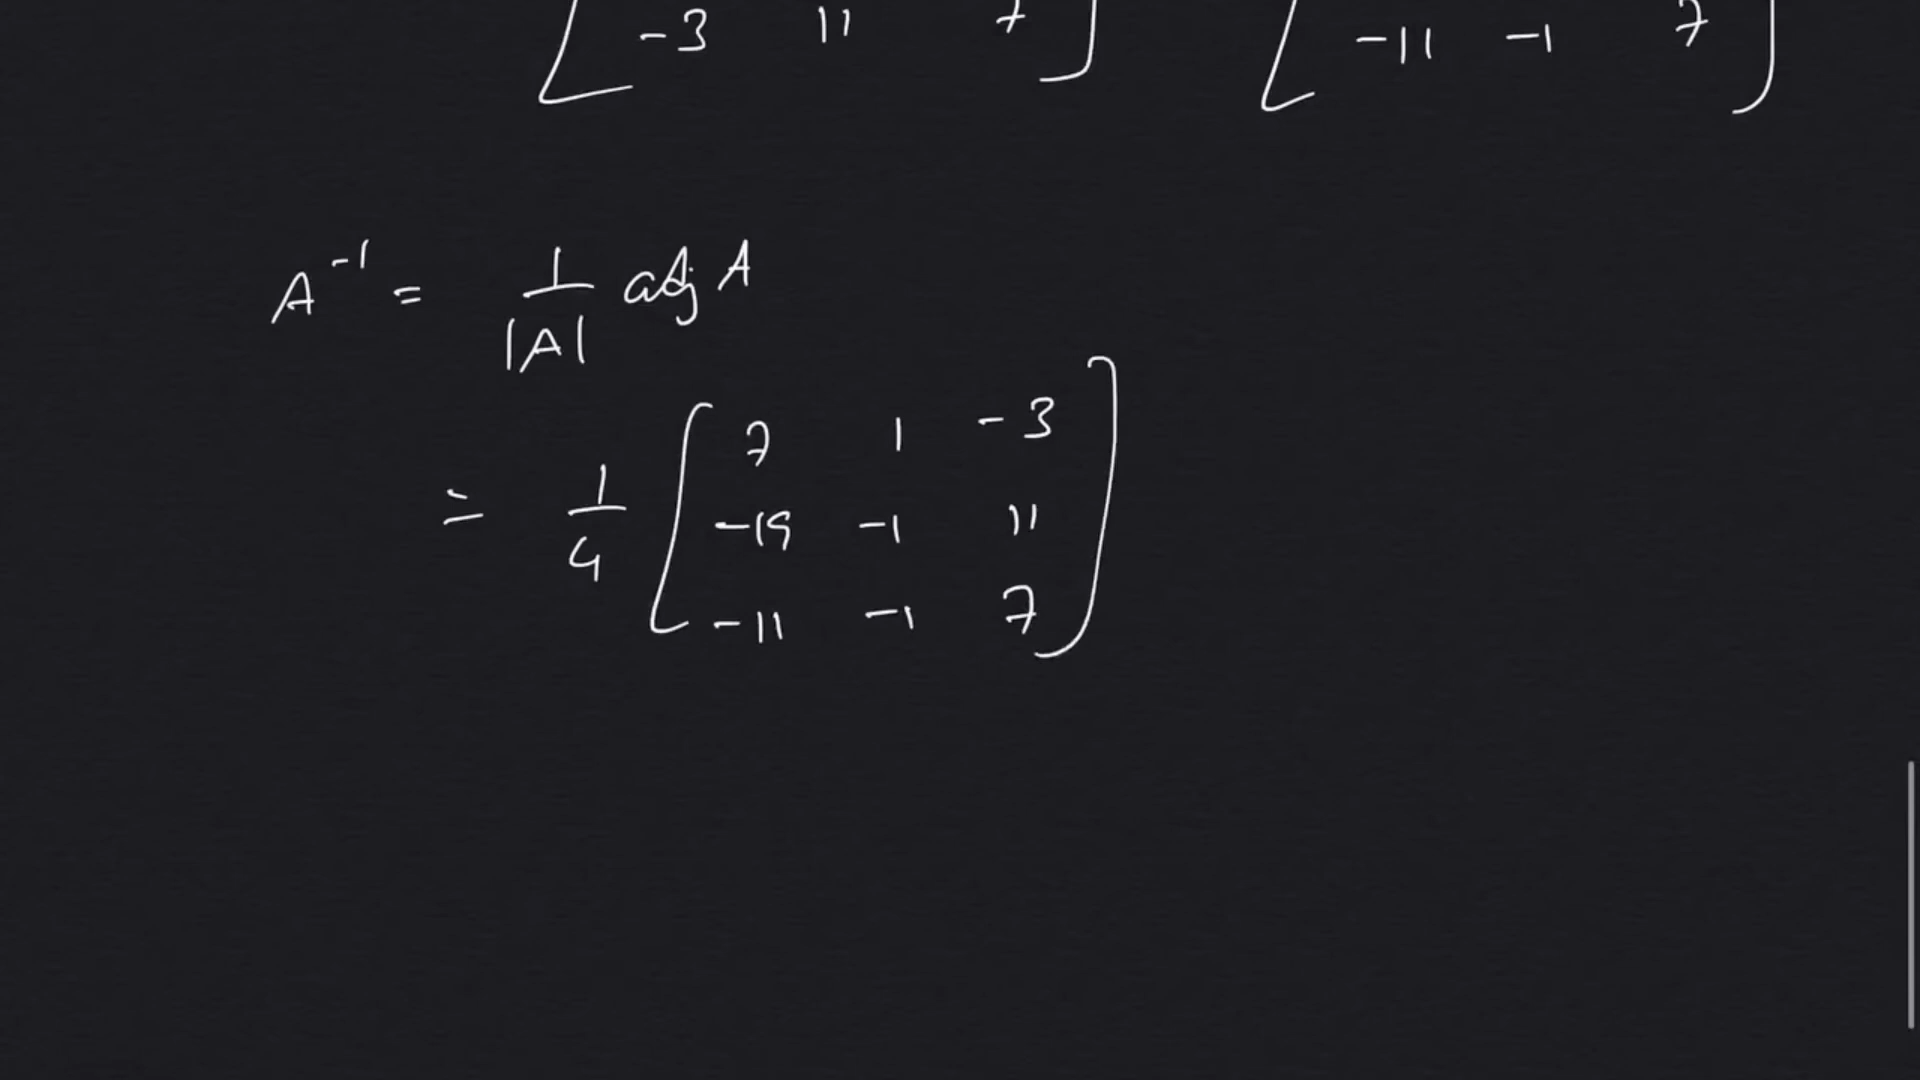 -3 11 7 -11 -1 7
A^-1 = 1/|A| adj A
= 1/4 [ 7 1 -3
-19 -1 11
-11 -1 7 ]